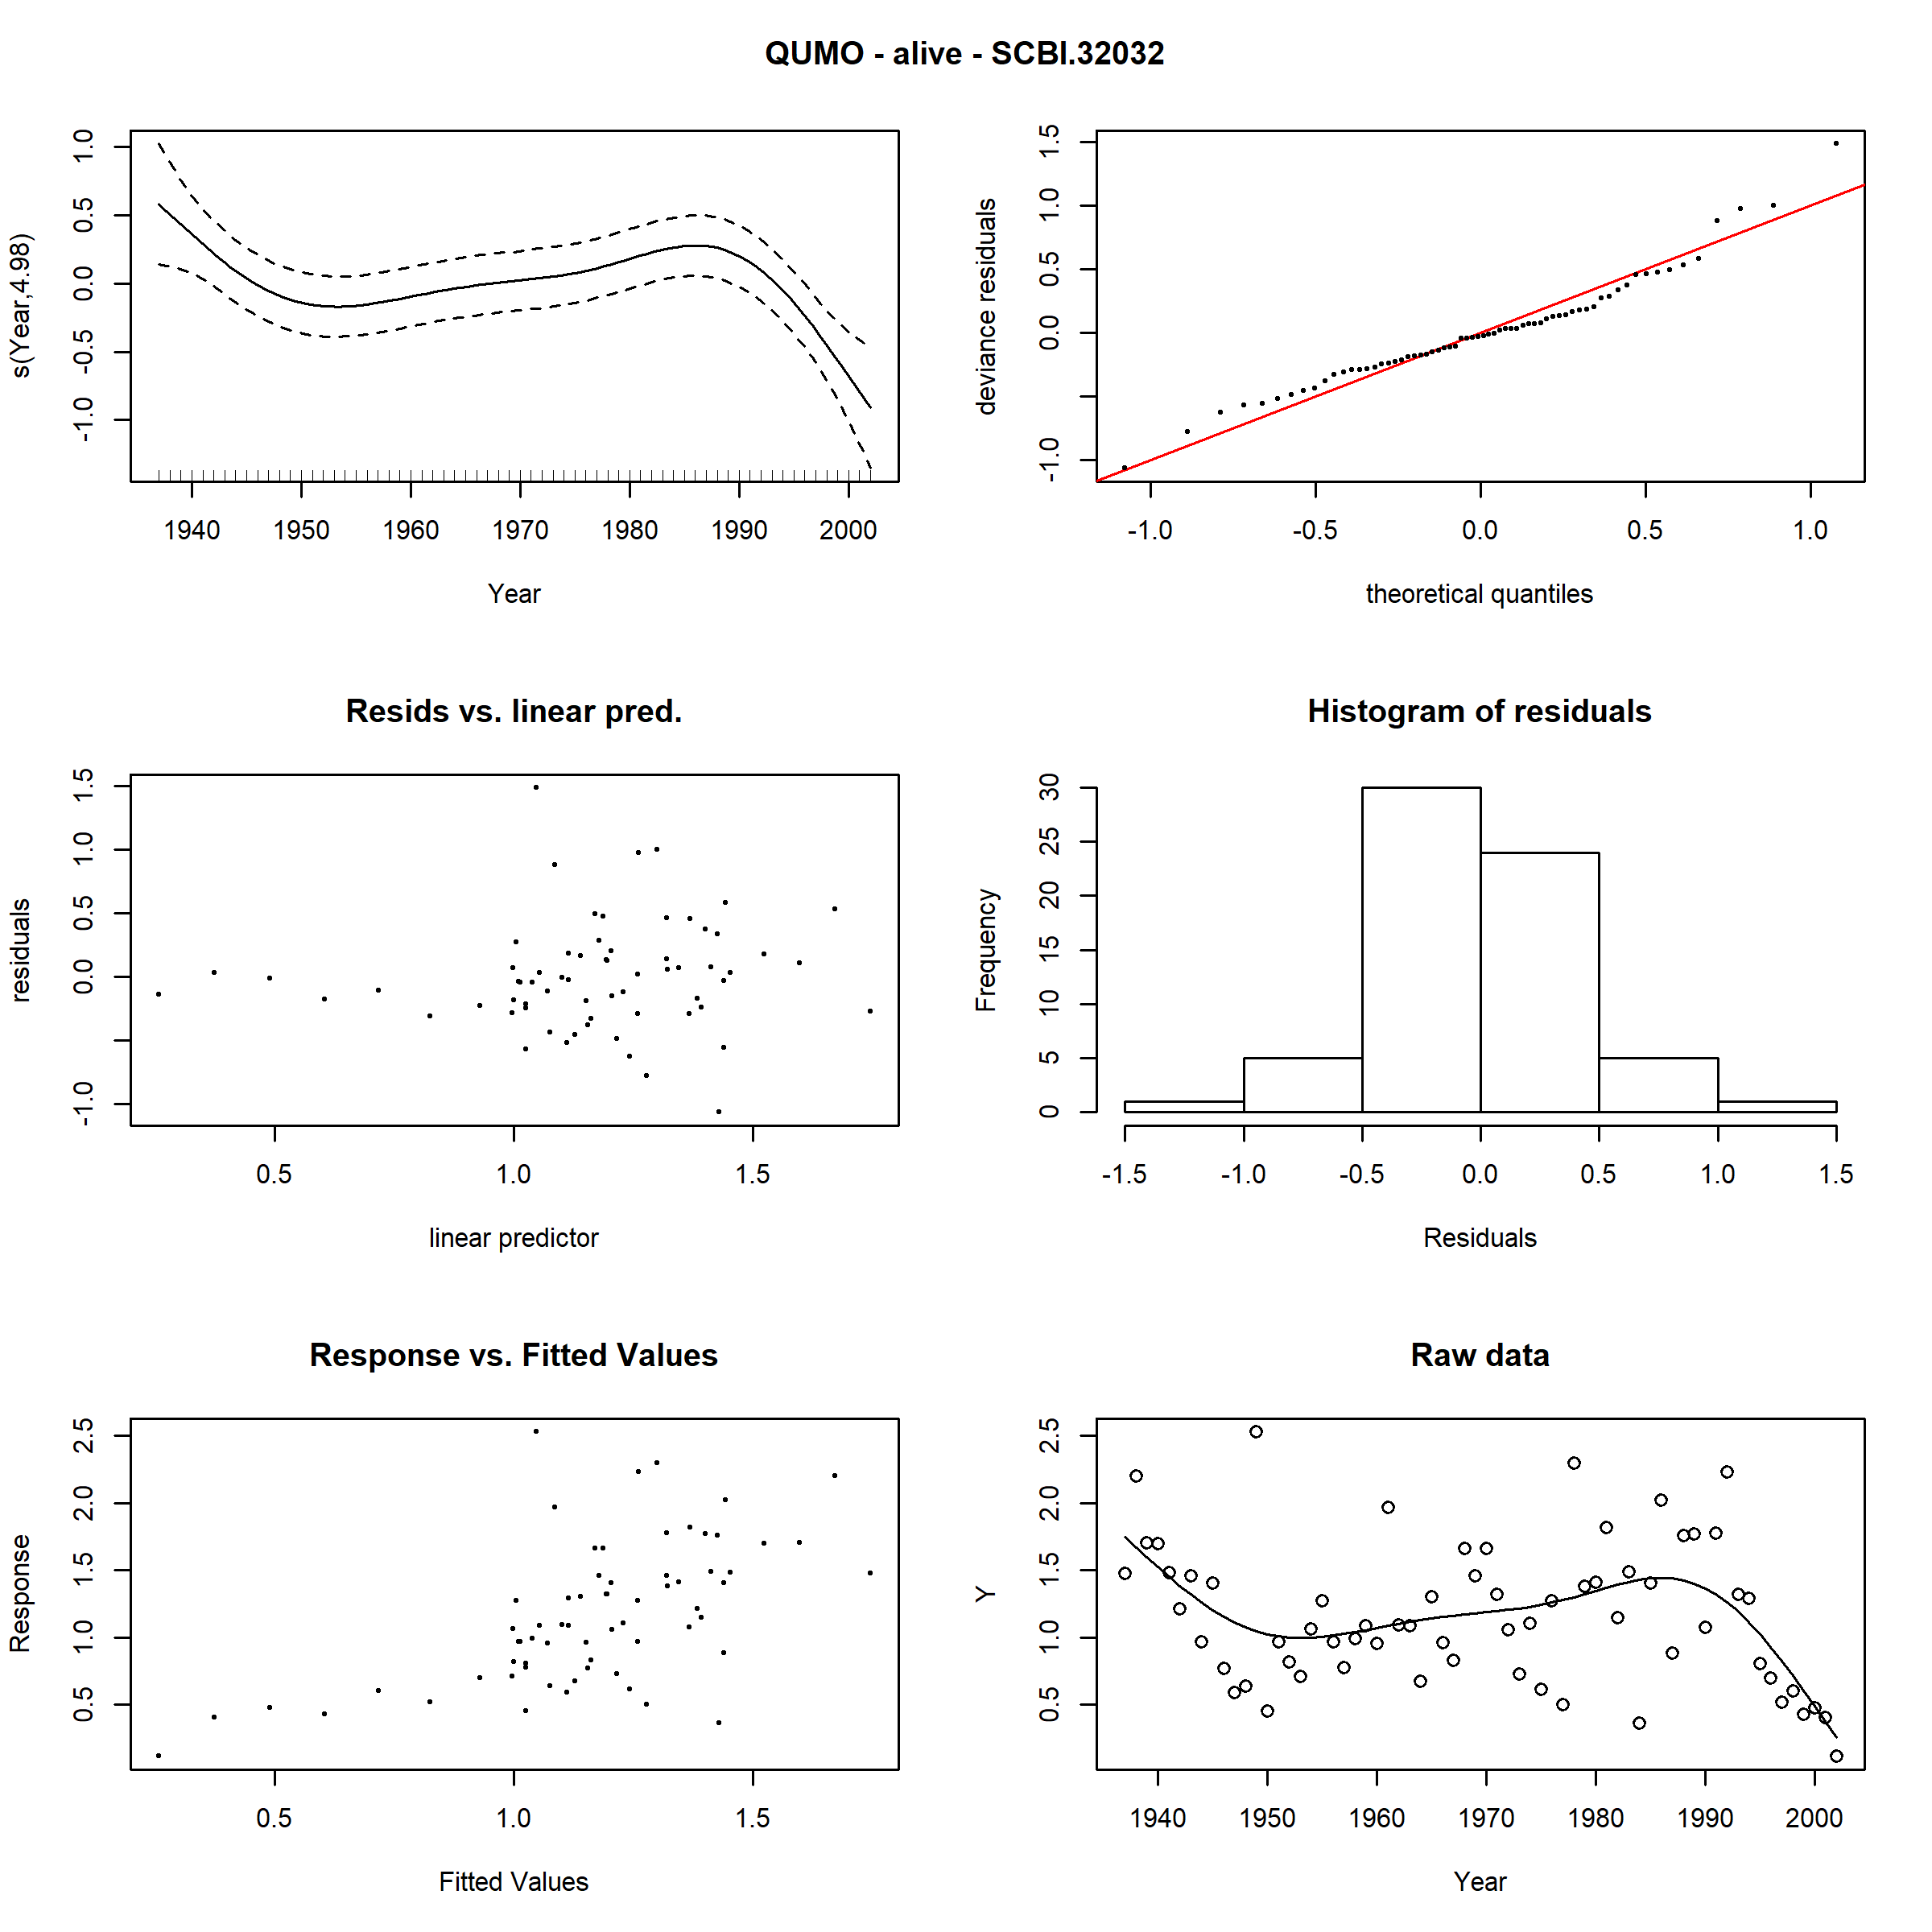 QUMO - alive - SCBI.32032
s(Year,4.98)
1.0
0.5
0.0
-0.5
-1.0
1940 1950 1960 1970 1980 1990 2000
Year
deviance residuals
1.5
1.0
0.5
0.0
-1.0
-1.0 -0.5 0.0 0.5 1.0
theoretical quantiles
Resids vs. linear pred.
residuals
1.5
1.0
0.5
0.0
-1.0
0.5 1.0 1.5
linear predictor
Histogram of residuals
Frequency
30
25
20
15
10
5
0
-1.5 -1.0 -0.5 0.0 0.5 1.0 1.5
Residuals
Response vs. Fitted Values
Response
2.5
2.0
1.5
1.0
0.5
0.5 1.0 1.5
Fitted Values
Raw data
Y
2.5
2.0
1.5
1.0
0.5
1940 1950 1960 1970 1980 1990 2000
Year